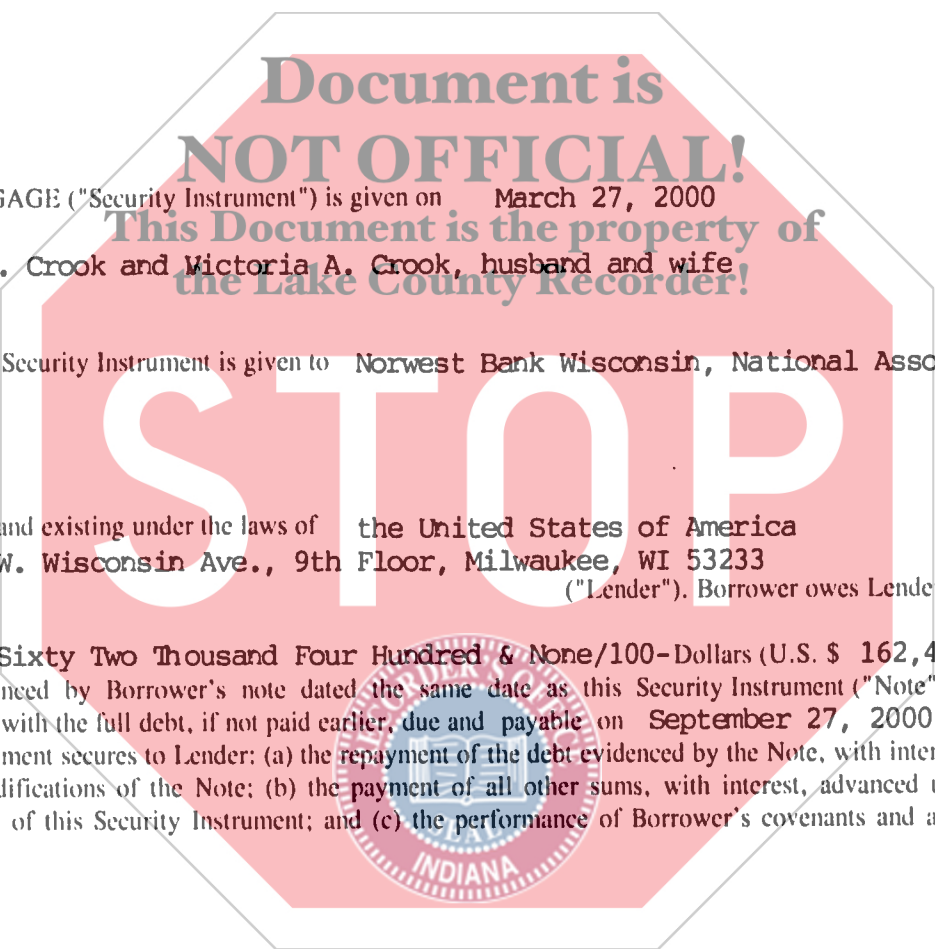 Document is
NOT OFFICIAL!
GAGE ("Security Instrument") is given on March 27, 2000
This Document is the property of
. Crook and Victoria A. Crook, husband and wife
the Lake County Recorder!
Security Instrument is given to Norwest Bank Wisconsin, National Asso
STOP
and existing under the laws of the United States of America
W. Wisconsin Ave., 9th Floor, Milwaukee, WI 53233
("Lender"). Borrower owes Lende
Sixty Two Thousand Four Hundred & None/100-Dollars (U.S. $ 162,4
nced by Borrower's note dated the same date as this Security Instrument ("Note"
with the full debt, if not paid earlier, due and payable on September 27, 2000
ment secures to Lender: (a) the repayment of the debt evidenced by the Note, with inter
difications of the Note; (b) the payment of all other sums, with interest, advanced u
of this Security Instrument; and (c) the performance of Borrower's covenants and a
SEAL
INDIANA